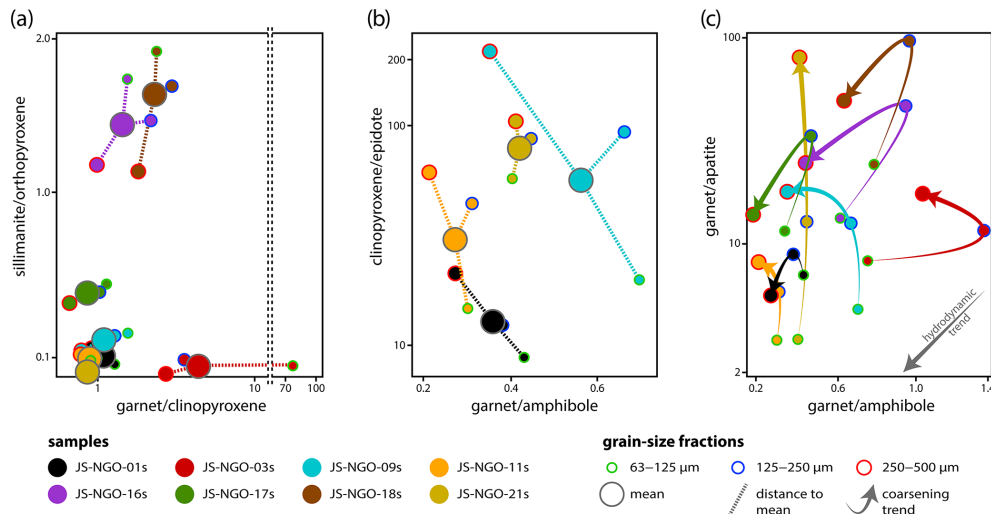 (a)
2.0
1.0
0.1
sillimanite/orthopyroxene
1
10
70
100
garnet/clinopyroxene
(b)
200
100
10
clinopyroxene/epidote
0.2
0.4
0.6
garnet/amphibole
(c)
100
10
2
garnet/apatite
hydrodynamic
trend
0.2
0.6
1.0
1.4
garnet/amphibole
samples
JS-NGO-01s
JS-NGO-03s
JS-NGO-09s
JS-NGO-11s
JS-NGO-16s
JS-NGO-17s
JS-NGO-18s
JS-NGO-21s
grain-size fractions
63–125 μm
125–250 μm
250–500 μm
mean
distance to
mean
coarsening
trend